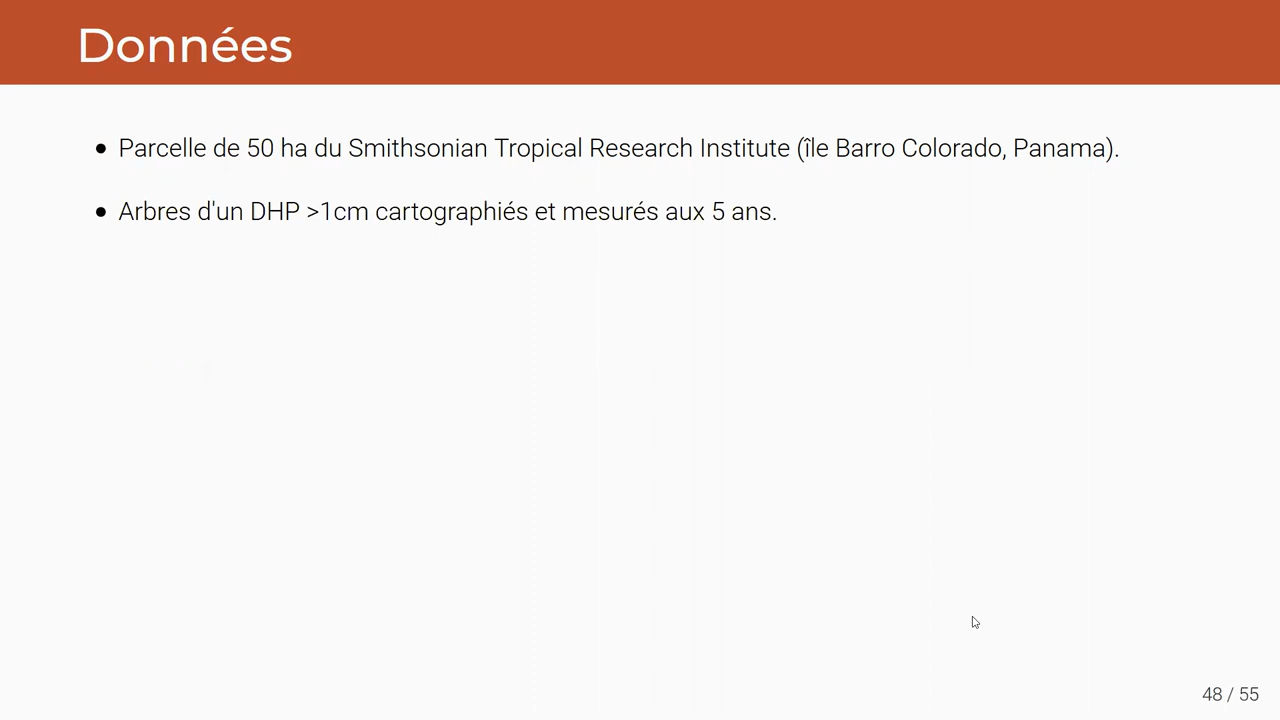 Données
• Parcelle de 50 ha du Smithsonian Tropical Research Institute (île Barro Colorado, Panama).
• Arbres d'un DHP >1cm cartographiés et mesurés aux 5 ans.
48 / 55